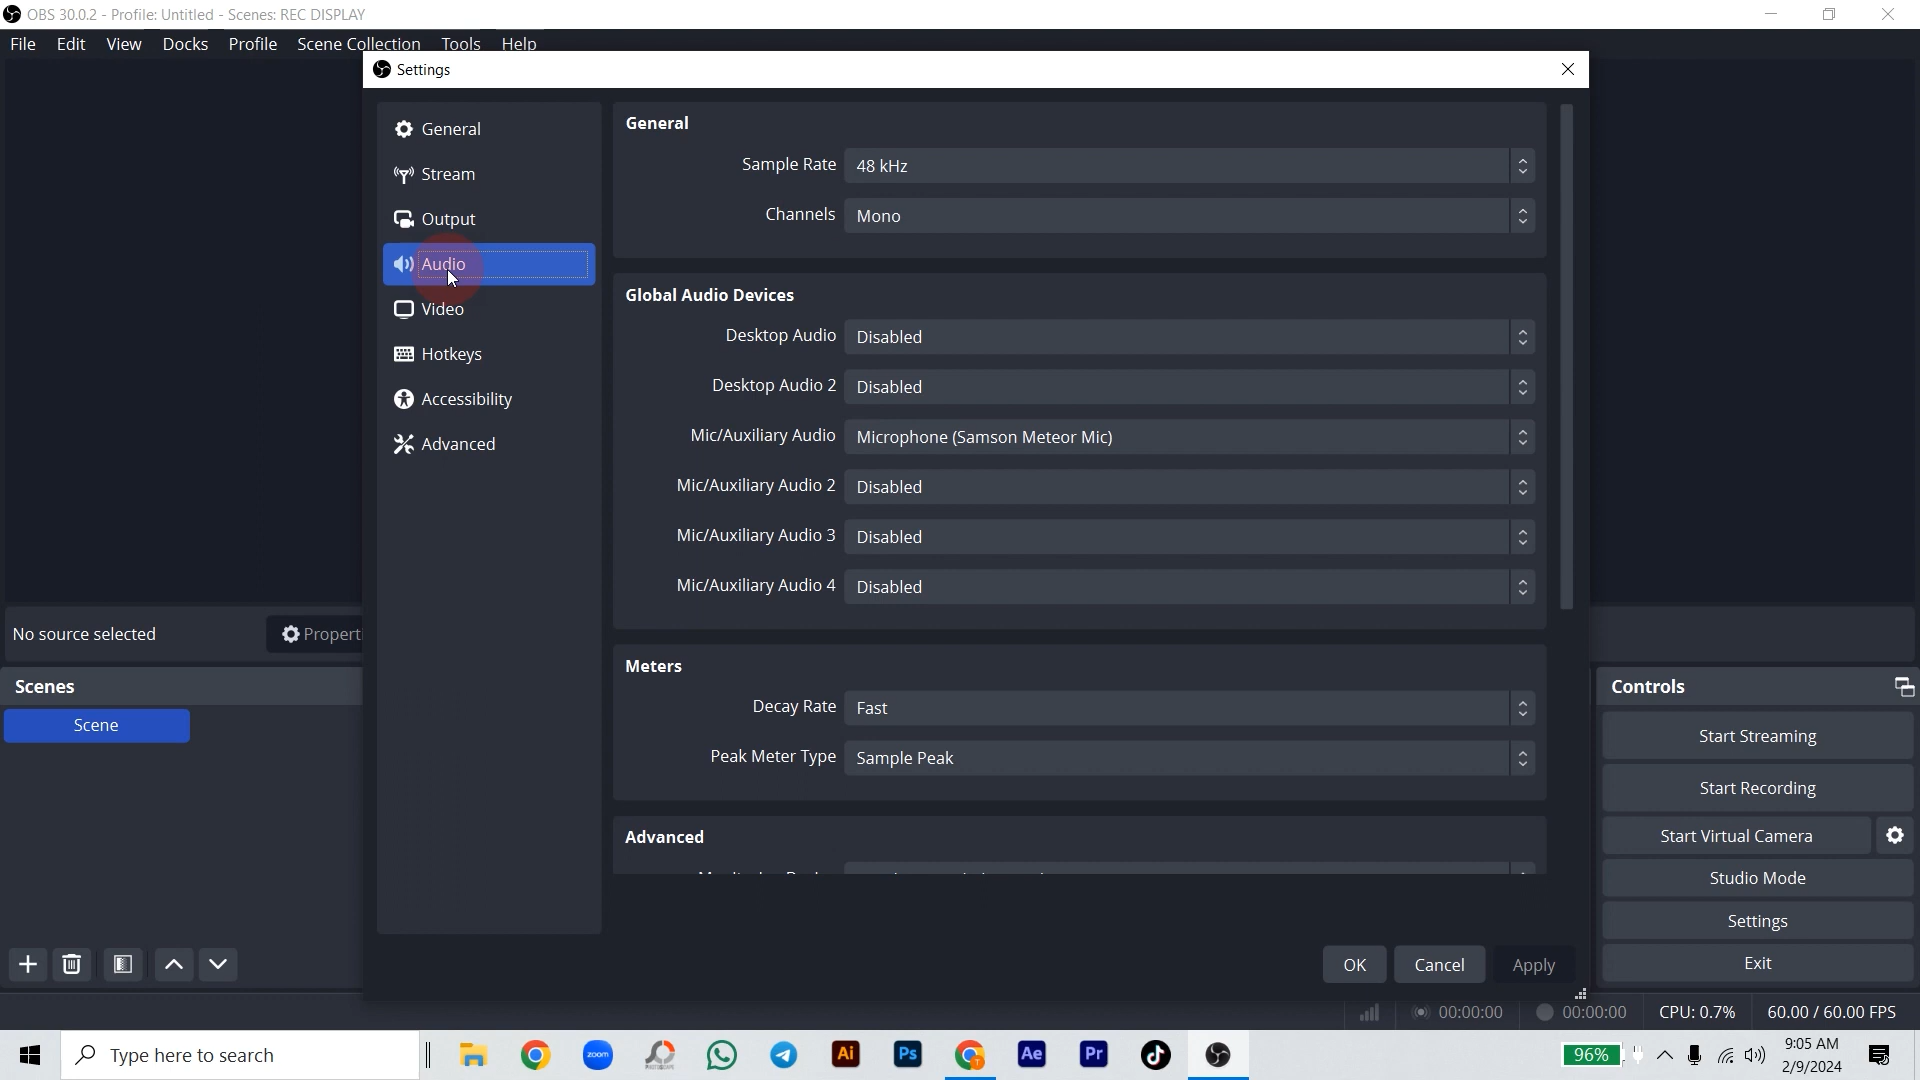 OBS 30.0.2 - Profile: Untitled - Scenes: REC DISPLAY
File Edit View Docks Profile Scene Collection Tools Help
Settings
General
Stream
Output
Audio
Video
Hotkeys
Accessibility
Advanced
General
Sample Rate 48 kHz
Channels Mono
Global Audio Devices
Desktop Audio Disabled
Desktop Audio 2 Disabled
Mic/Auxiliary Audio Microphone (Samson Meteor Mic)
Mic/Auxiliary Audio 2 Disabled
Mic/Auxiliary Audio 3 Disabled
Mic/Auxiliary Audio 4 Disabled
Meters
Decay Rate Fast
Peak Meter Type Sample Peak
Advanced
OK Cancel Apply
No source selected
Scenes
Scene
Controls
Start Streaming
Start Recording
Start Virtual Camera
Studio Mode
Settings
Exit
00:00:00 00:00:00 CPU: 0.7% 60.00 / 60.00 FPS
Type here to search
zoom
Ai
Ps
Ae
Pr
96%
9:05 AM
2/9/2024